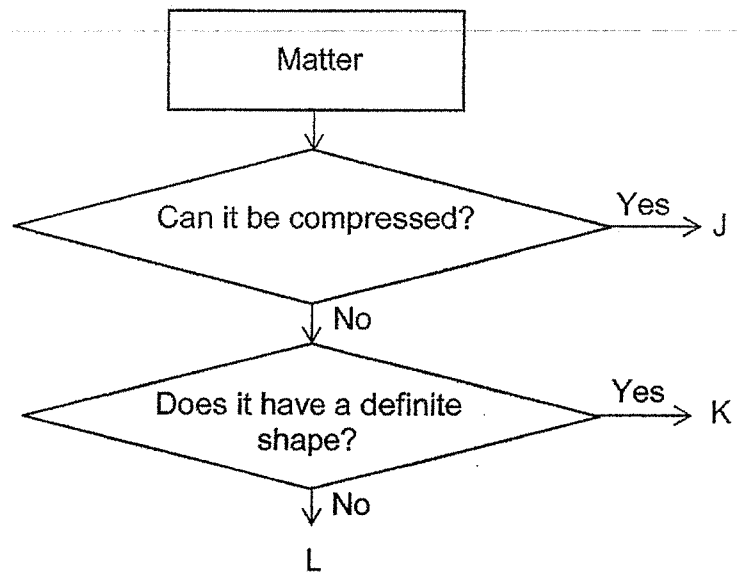 Matter
Can it be compressed?
Yes
J
No
Does it have a definite
shape?
Yes
K
No
L